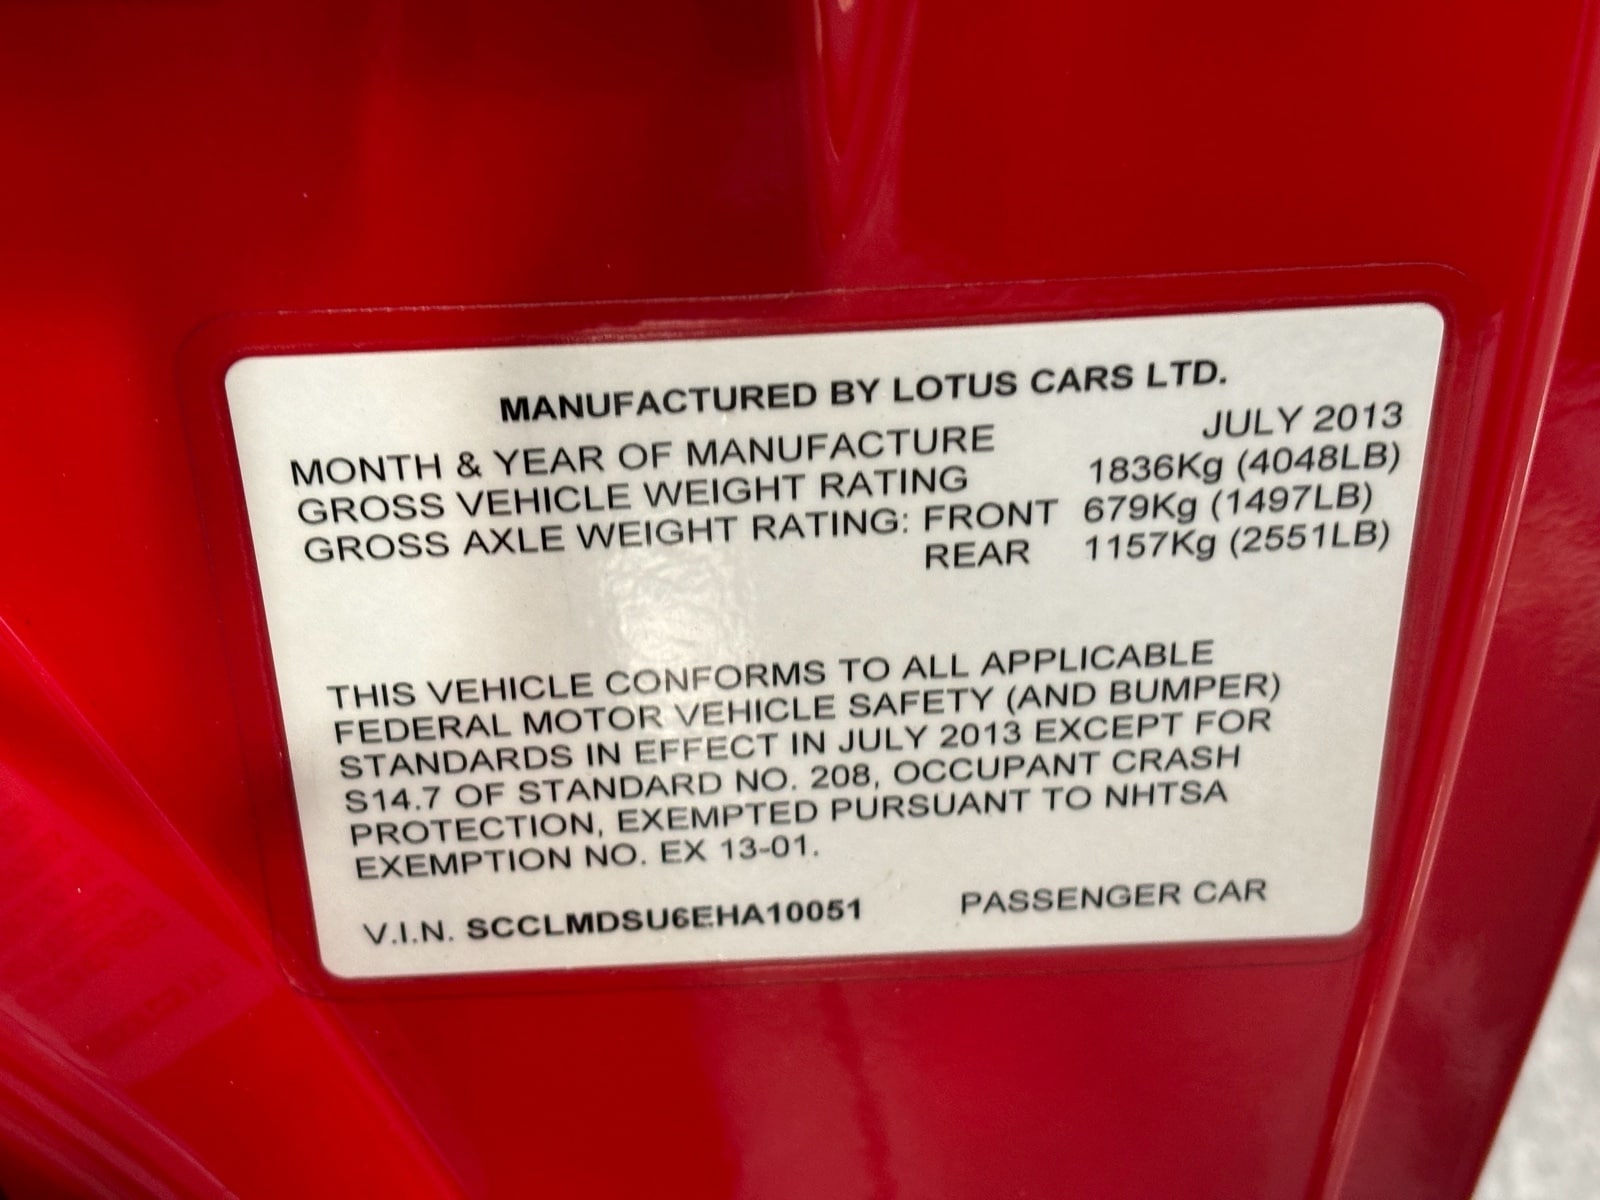 MANUFACTURED BY LOTUS CARS LTD.
MONTH & YEAR OF MANUFACTURE JULY 2013
GROSS VEHICLE WEIGHT RATING 1836Kg (4048LB)
GROSS AXLE WEIGHT RATING: FRONT 679Kg (1497LB)
REAR 1157Kg (2551LB)
THIS VEHICLE CONFORMS TO ALL APPLICABLE
FEDERAL MOTOR VEHICLE SAFETY (AND BUMPER)
STANDARDS IN EFFECT IN JULY 2013 EXCEPT FOR
S14.7 OF STANDARD NO. 208, OCCUPANT CRASH
PROTECTION, EXEMPTED PURSUANT TO NHTSA
EXEMPTION NO. EX 13-01.
V.I.N. SCCLMDSU6EHA10051 PASSENGER CAR